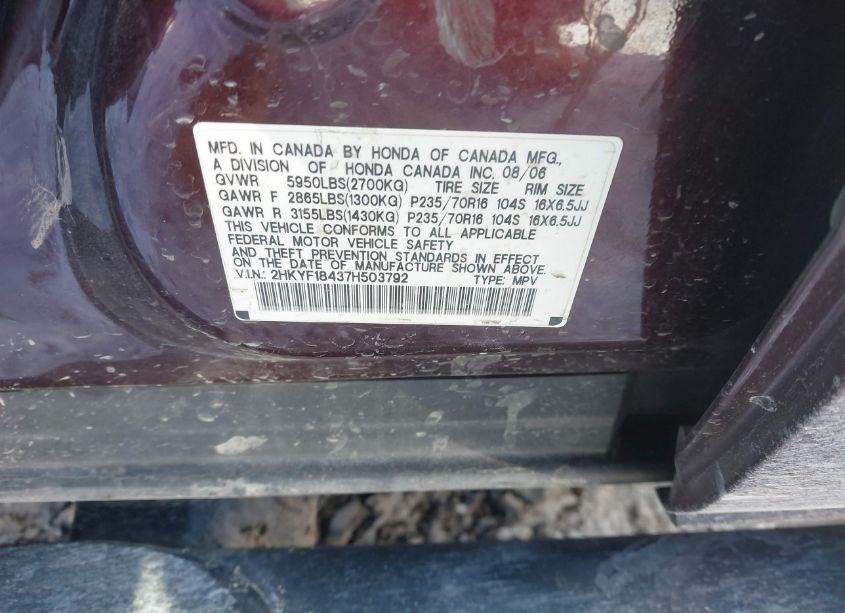 MFD. IN CANADA BY HONDA OF CANADA MFG.,
A DIVISION OF HONDA CANADA INC. 08/06
GVWR 5950LBS(2700KG) TIRE SIZE RIM SIZE
GAWR F 2865LBS(1300KG) P235/70R16 104S 16X6.5JJ
GAWR R 3155LBS(1430KG) P235/70R16 104S 16X6.5JJ
THIS VEHICLE CONFORMS TO ALL APPLICABLE
FEDERAL MOTOR VEHICLE SAFETY
AND THEFT PREVENTION STANDARDS IN EFFECT
ON THE DATE OF MANUFACTURE SHOWN ABOVE.
V.I.N.: 2HKYF18437H503792 TYPE: MPV